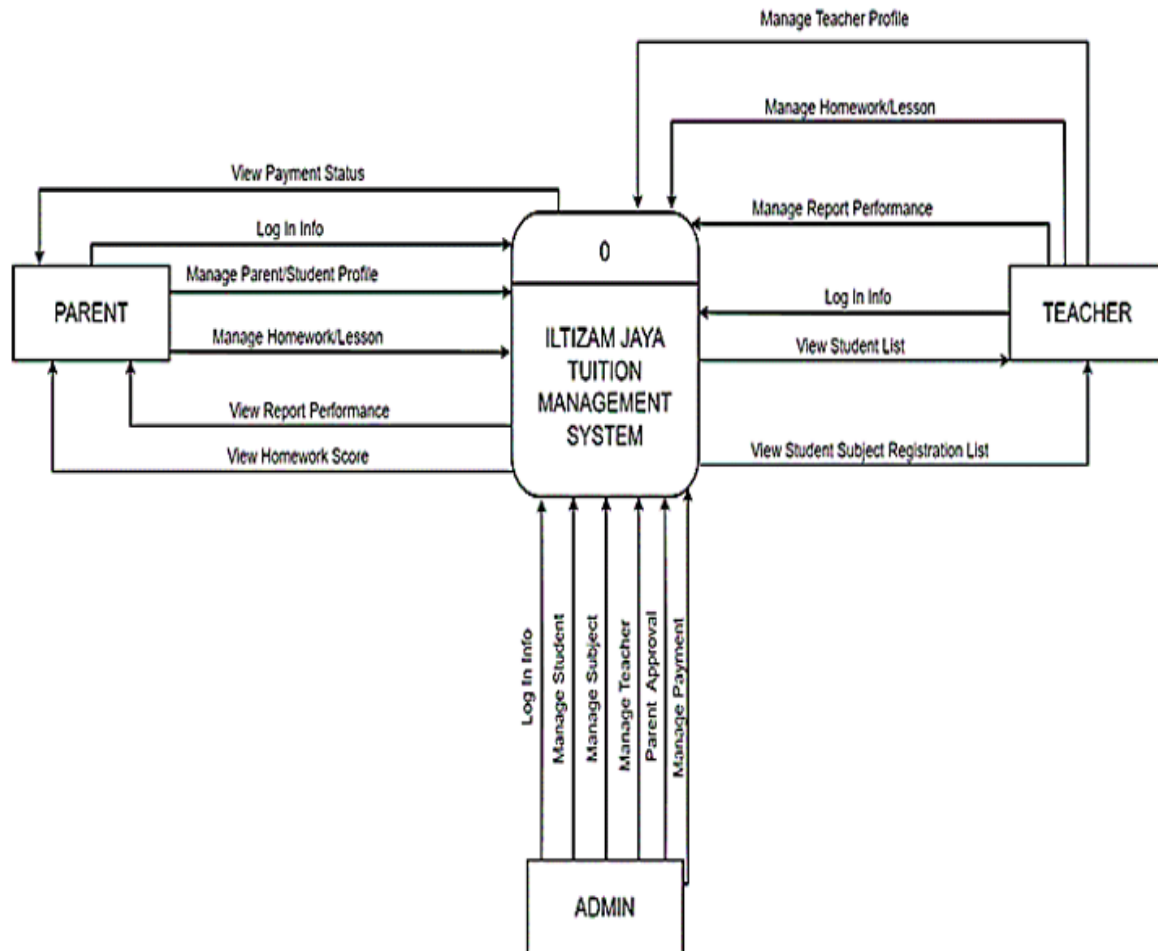 Manage Teacher Profile
Manage Homework/Lesson
View Payment Status
Manage Report Performance
Log In Info
0
Manage Parent/Student Profile
PARENT
Log In Info
TEACHER
Manage Homework/Lesson
ILTIZAM JAYA
TUITION
MANAGEMENT
SYSTEM
View Student List
View Report Performance
View Homework Score
View Student Subject Registration List
Log In Info
Manage Student
Manage Subject
Manage Teacher
Parent Approval
Manage Payment
ADMIN